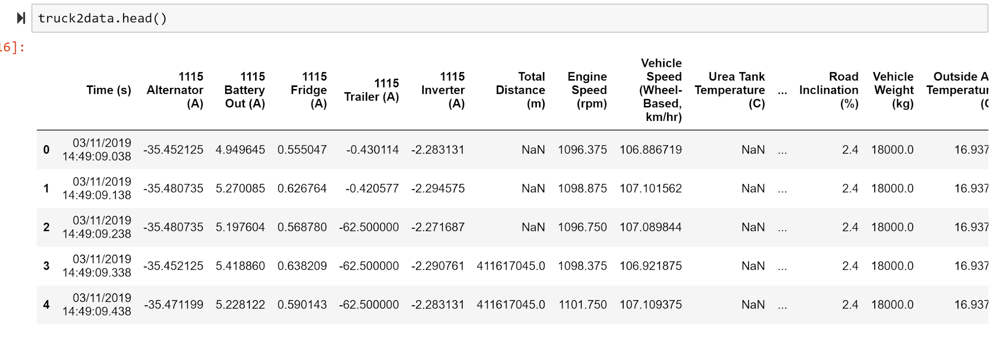 truck2data.head()
16]:
Time (s) 1115 Alternator (A) 1115 Battery Out (A) 1115 Fridge (A) 1115 Trailer (A) 1115 Inverter (A) Total Distance (m) Engine Speed (rpm) Vehicle Speed (Wheel-Based, km/hr) Urea Tank Temperature (C) ... Road Inclination (%) Vehicle Weight (kg) Outside A Temperatur (C
0 03/11/2019 14:49:09.038 -35.452125 4.949645 0.555047 -0.430114 -2.283131 NaN 1096.375 106.886719 NaN ... 2.4 18000.0 16.937
1 03/11/2019 14:49:09.138 -35.480735 5.270085 0.626764 -0.420577 -2.294575 NaN 1098.875 107.101562 NaN ... 2.4 18000.0 16.937
2 03/11/2019 14:49:09.238 -35.480735 5.197604 0.568780 -62.500000 -2.271687 NaN 1096.750 107.089844 NaN ... 2.4 18000.0 16.937
3 03/11/2019 14:49:09.338 -35.452125 5.418860 0.638209 -62.500000 -2.290761 411617045.0 1098.375 106.921875 NaN ... 2.4 18000.0 16.937
4 03/11/2019 14:49:09.438 -35.471199 5.228122 0.590143 -62.500000 -2.283131 411617045.0 1101.750 107.109375 NaN ... 2.4 18000.0 16.937